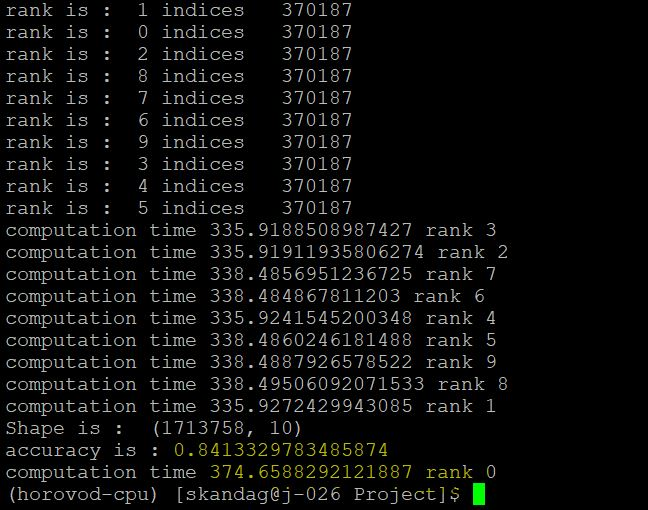 rank is :  1 indices   370187
rank is :  0 indices   370187
rank is :  2 indices   370187
rank is :  8 indices   370187
rank is :  7 indices   370187
rank is :  6 indices   370187
rank is :  9 indices   370187
rank is :  3 indices   370187
rank is :  4 indices   370187
rank is :  5 indices   370187
computation time 335.9188508987427 rank 3
computation time 335.91911935806274 rank 2
computation time 338.4856951236725 rank 7
computation time 338.484867811203 rank 6
computation time 335.9241545200348 rank 4
computation time 338.4860246181488 rank 5
computation time 338.4887926578522 rank 9
computation time 338.49506092071533 rank 8
computation time 335.9272429943085 rank 1
Shape is :  (1713758, 10)
accuracy is : 0.8413329783485874
computation time 374.6588292121887 rank 0
(horovod-cpu) [skandag@j-026 Project]$